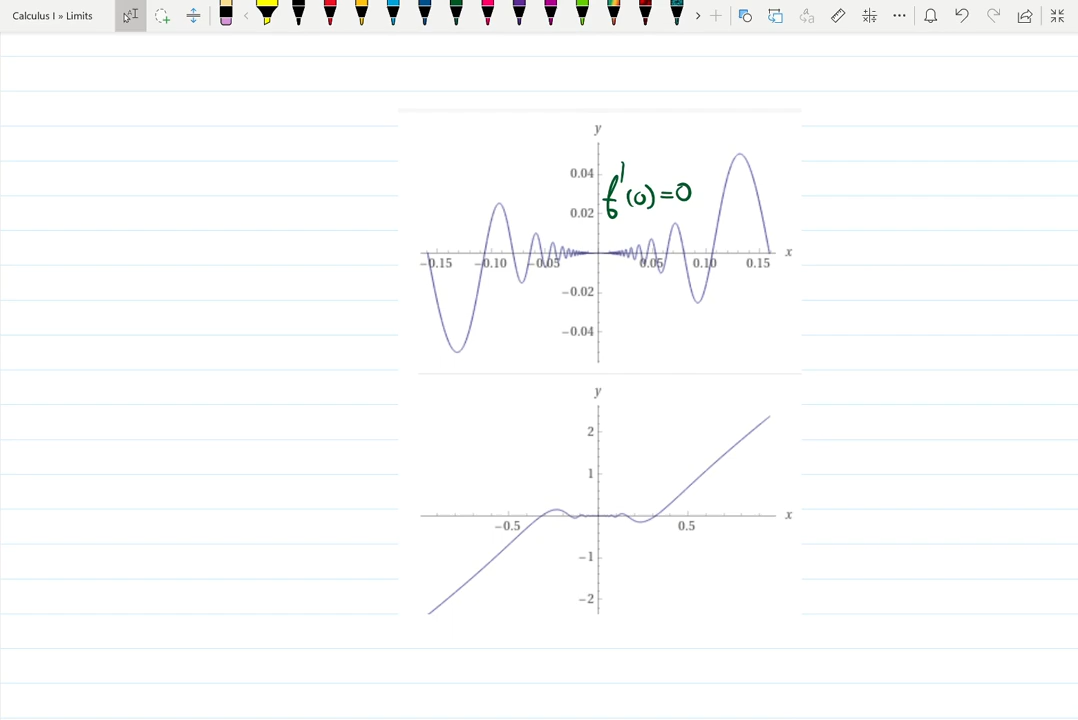 Calculus I » Limits
y
0.04
f'(0)=0
0.02
-0.15 -0.10 -0.05 0.05 0.10 0.15 x
-0.02
-0.04
y
2
1
-0.5 0.5 x
-1
-2